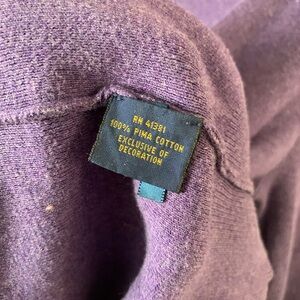 RN 41381
100% PIMA COTTON
EXCLUSIVE OF
DECORATION